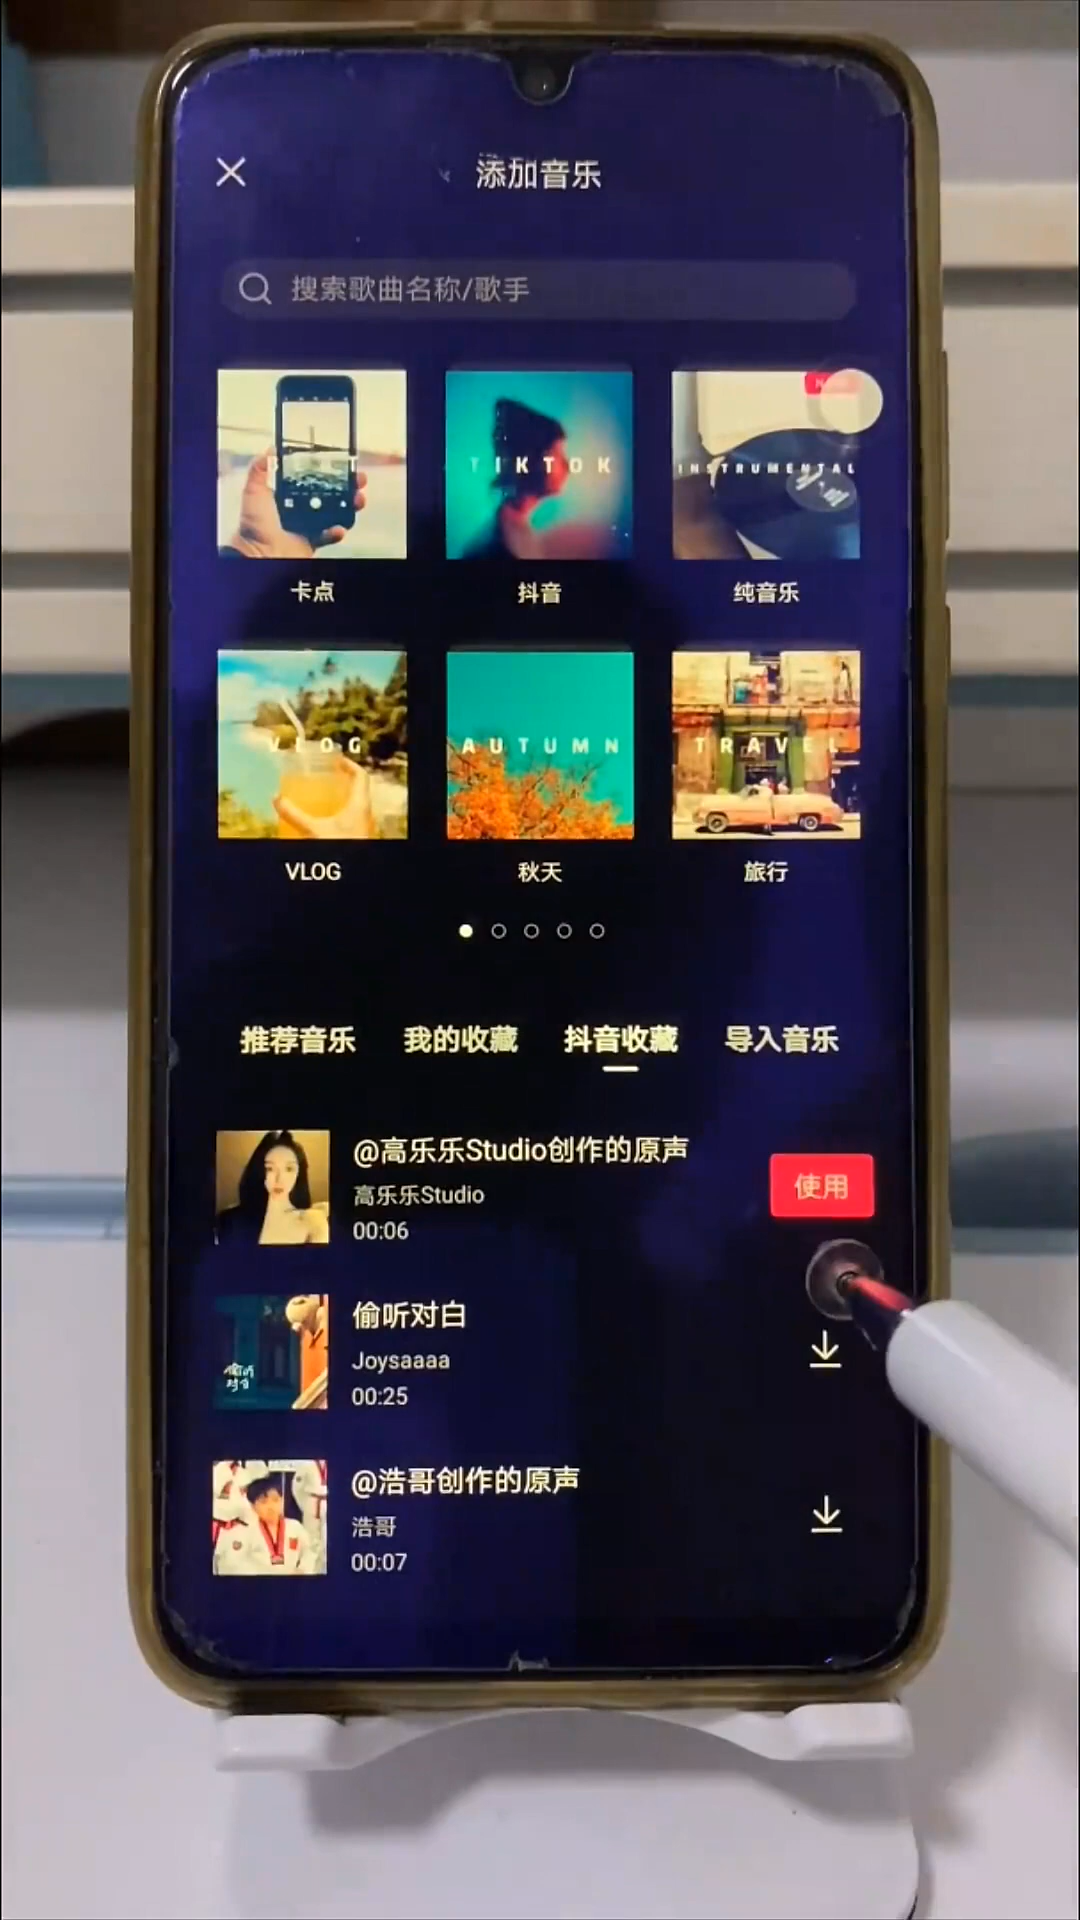 添加音乐
搜索歌曲名称/歌手
TIKTOK
INSTRUMENTAL
卡点
抖音
纯音乐
VLOG
AUTUMN
TRAVEL
VLOG
秋天
旅行
推荐音乐
我的收藏
抖音收藏
导入音乐
@高乐乐Studio创作的原声
高乐乐Studio
00:06
使用
偷听
对白
偷听对白
Joysaaaa
00:25
@浩哥创作的原声
浩哥
00:07